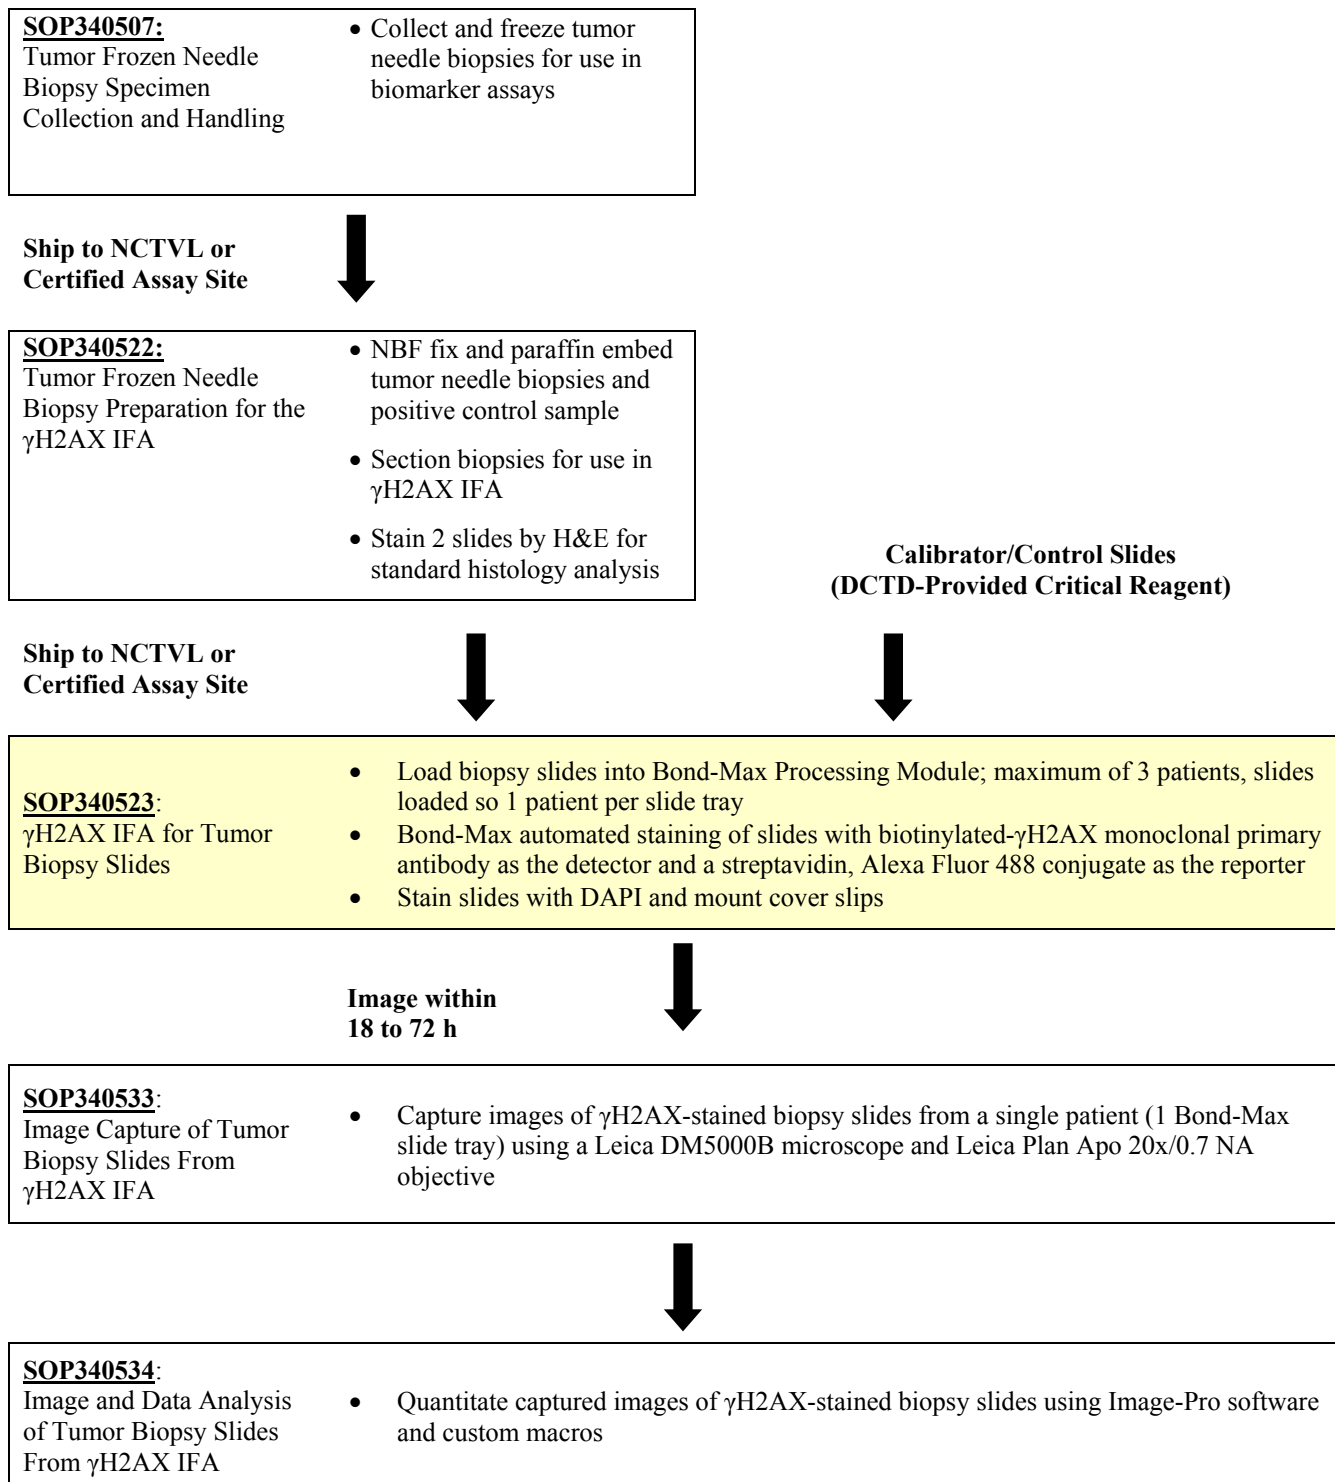 SOP340507:
Tumor Frozen Needle
Biopsy Specimen
Collection and Handling
• Collect and freeze tumor
needle biopsies for use in
biomarker assays
Ship to NCTVL or
Certified Assay Site
SOP340522:
Tumor Frozen Needle
Biopsy Preparation for the
γH2AX IFA
• NBF fix and paraffin embed
tumor needle biopsies and
positive control sample
• Section biopsies for use in
γH2AX IFA
• Stain 2 slides by H&E for
standard histology analysis
Calibrator/Control Slides
(DCTD-Provided Critical Reagent)
Ship to NCTVL or
Certified Assay Site
SOP340523:
γH2AX IFA for Tumor
Biopsy Slides
• Load biopsy slides into Bond-Max Processing Module; maximum of 3 patients, slides
loaded so 1 patient per slide tray
• Bond-Max automated staining of slides with biotinylated-γH2AX monoclonal primary
antibody as the detector and a streptavidin, Alexa Fluor 488 conjugate as the reporter
• Stain slides with DAPI and mount cover slips
Image within
18 to 72 h
SOP340533:
Image Capture of Tumor
Biopsy Slides From
γH2AX IFA
• Capture images of γH2AX-stained biopsy slides from a single patient (1 Bond-Max
slide tray) using a Leica DM5000B microscope and Leica Plan Apo 20x/0.7 NA
objective
SOP340534:
Image and Data Analysis
of Tumor Biopsy Slides
From γH2AX IFA
• Quantitate captured images of γH2AX-stained biopsy slides using Image-Pro software
and custom macros